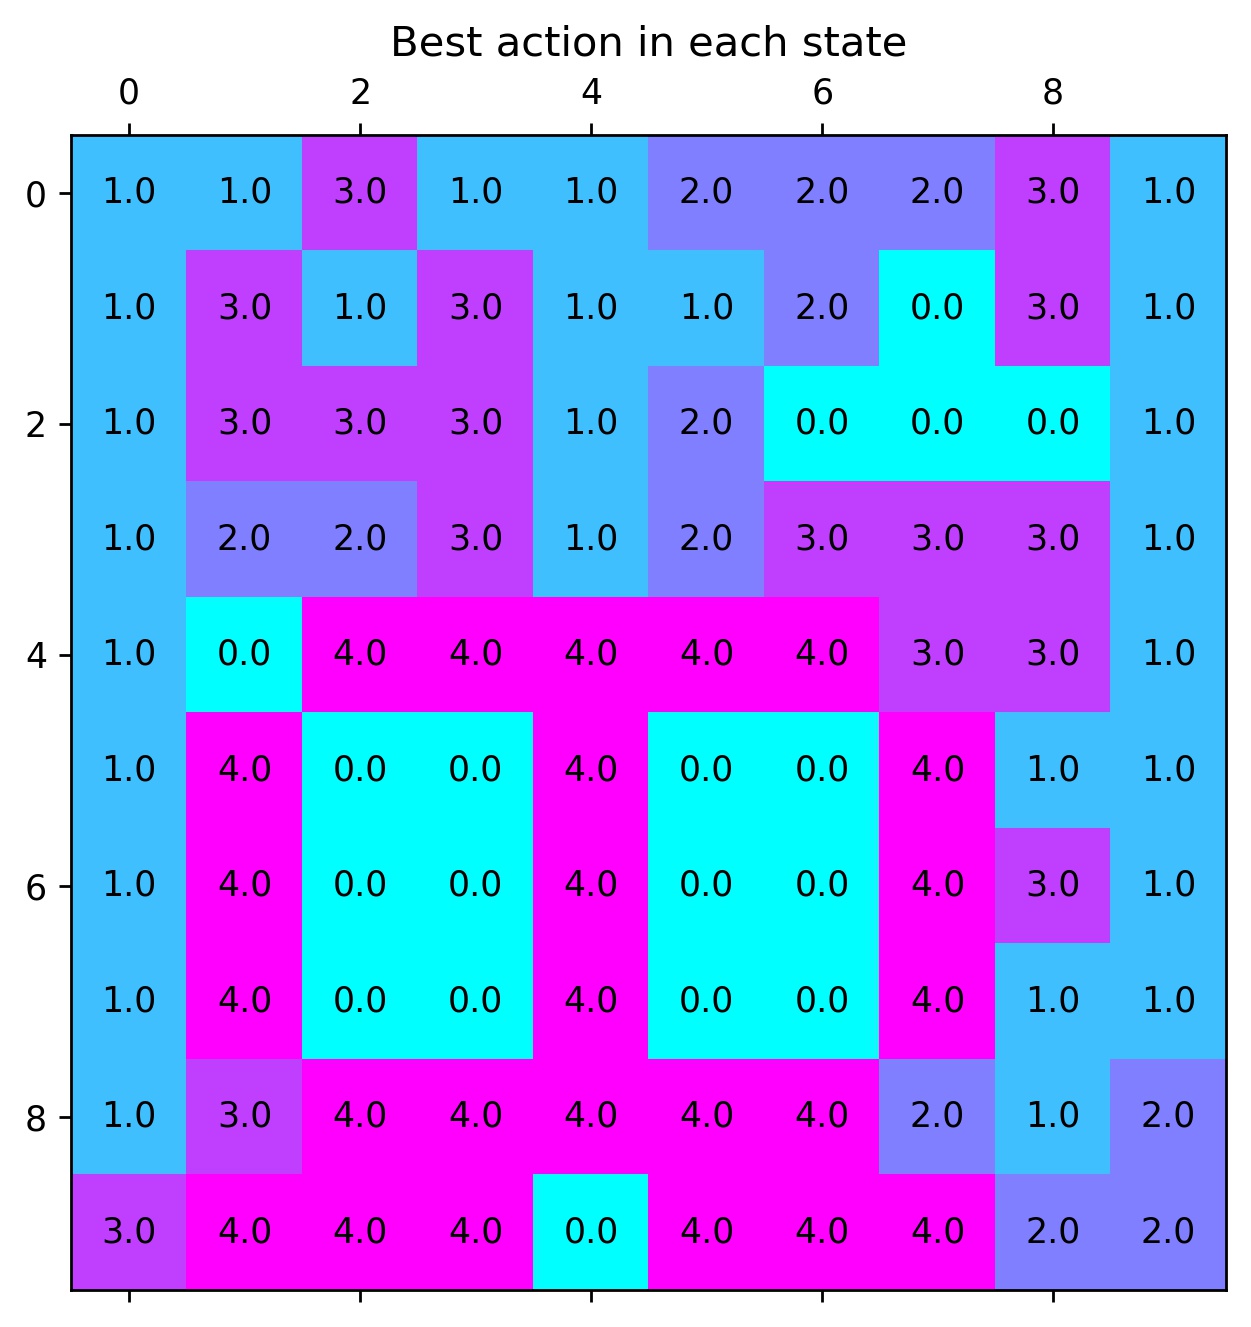 Best action in each state
0 2 4 6 8
0 1.0 1.0 3.0 1.0 1.0 2.0 2.0 2.0 3.0 1.0
1.0 3.0 1.0 3.0 1.0 1.0 2.0 0.0 3.0 1.0
2 1.0 3.0 3.0 3.0 1.0 2.0 0.0 0.0 0.0 1.0
1.0 2.0 2.0 3.0 1.0 2.0 3.0 3.0 3.0 1.0
4 1.0 0.0 4.0 4.0 4.0 4.0 4.0 3.0 3.0 1.0
1.0 4.0 0.0 0.0 4.0 0.0 0.0 4.0 1.0 1.0
6 1.0 4.0 0.0 0.0 4.0 0.0 0.0 4.0 3.0 1.0
1.0 4.0 0.0 0.0 4.0 0.0 0.0 4.0 1.0 1.0
8 1.0 3.0 4.0 4.0 4.0 4.0 4.0 2.0 1.0 2.0
3.0 4.0 4.0 4.0 0.0 4.0 4.0 4.0 2.0 2.0